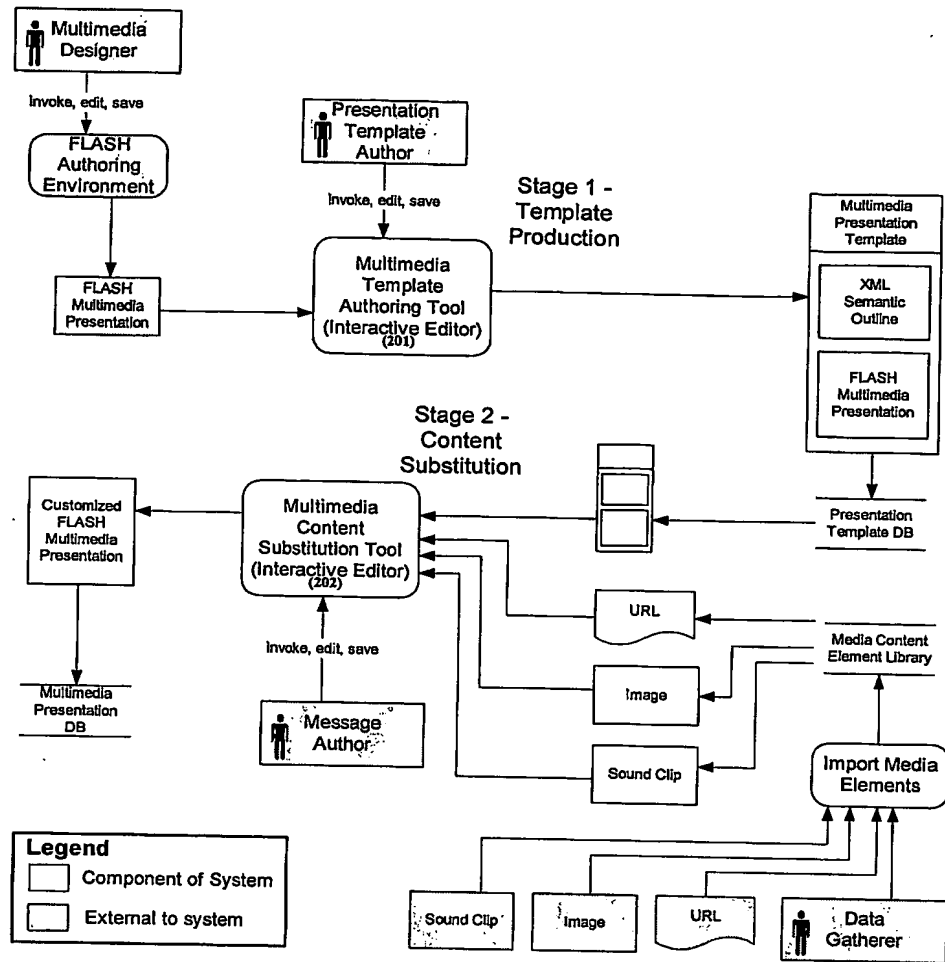 Multimedia
Designer
Invoke, edit, save
FLASH
Authoring
Environment
FLASH
Multimedia
Presentation
Presentation
Template
Author
Invoke, edit, save
Multimedia
Template
Authoring Tool
(Interactive Editor)
(201)
Stage 1 -
Template
Production
Multimedia
Presentation
Template
XML
Semantic
Outline
FLASH
Multimedia
Presentation
Stage 2 -
Content
Substitution
Customized
FLASH
Multimedia
Presentation
Multimedia
Content
Substitution Tool
(Interactive Editor)
(202)
Presentation
Template DB
URL
Media Content
Element Library
Invoke, edit, save
Image
Multimedia
Presentation
DB
Message
Author
Sound Clip
Import Media
Elements
Legend
Component of System
External to system
Sound Clip
Image
URL
Data
Gatherer